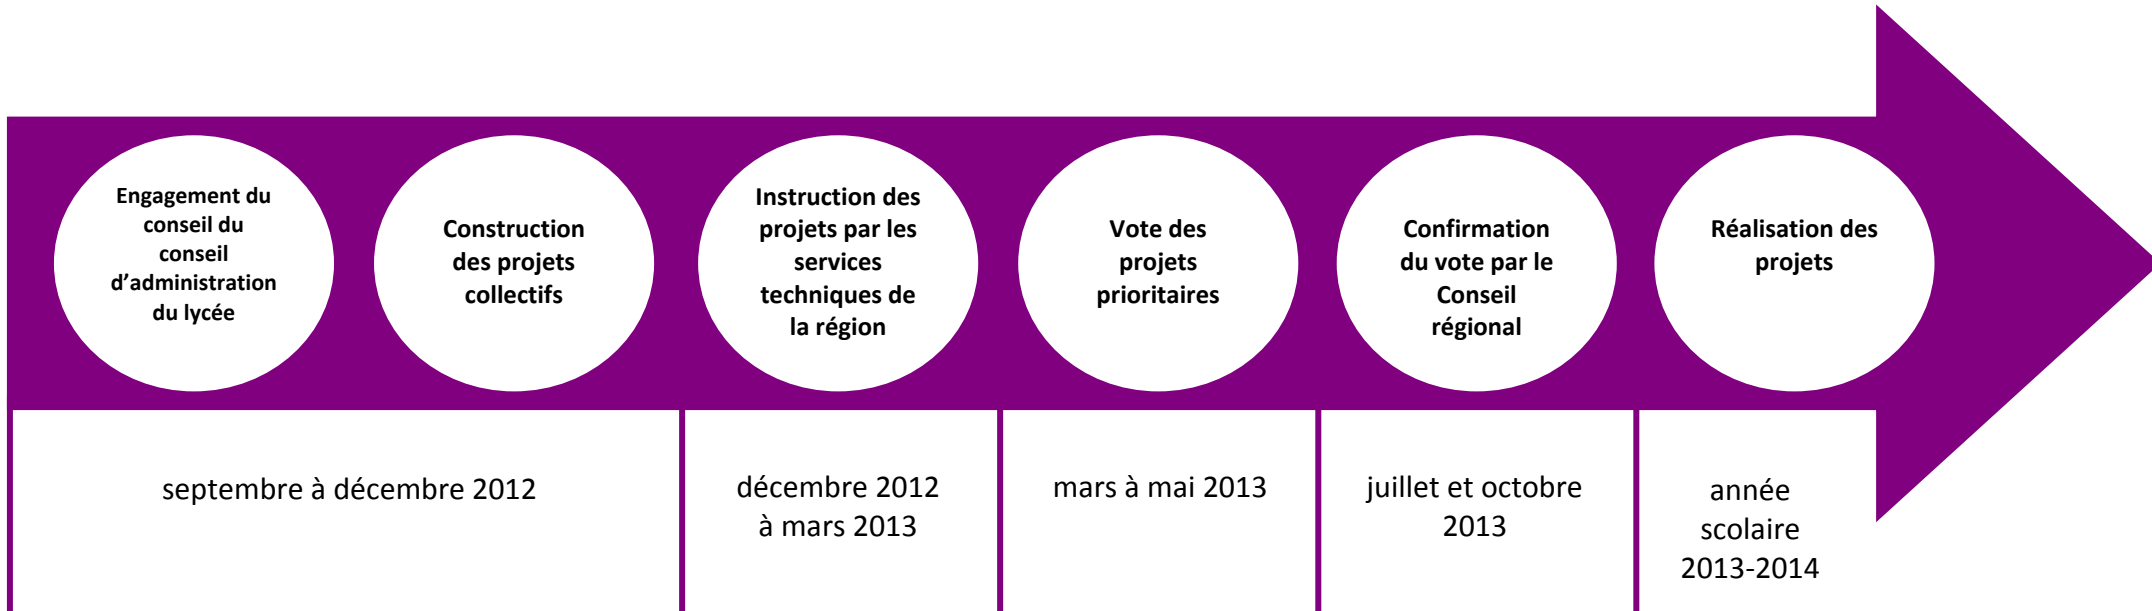 Engagement du
conseil du
conseil
d’administration
du lycée
Construction
des projets
collectifs
Instruction des
projets par les
services
techniques de
la région
Vote des
projets
prioritaires
Confirmation
du vote par le
Conseil
régional
Réalisation des
projets
septembre à décembre 2012
décembre 2012
à mars 2013
mars à mai 2013
juillet et octobre
2013
année
scolaire
2013-2014